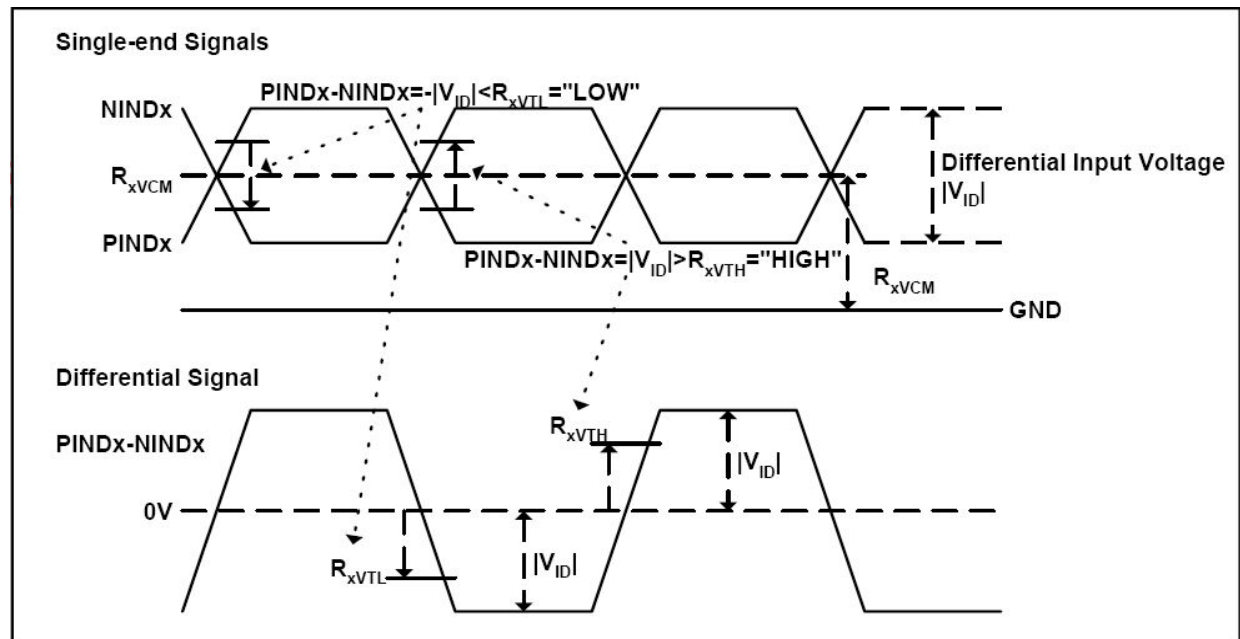 Single-end Signals
PINDx-NINDx=-|VID|<RxVTL="LOW"
NINDx
RxVCM
Differential Input Voltage
|VID|
PINDx
PINDx-NINDx=|VID|>RxVTH="HIGH"
RxVCM
GND
Differential Signal
RxVTH
PINDx-NINDx
|VID|
0V
RxVTL
|VID|